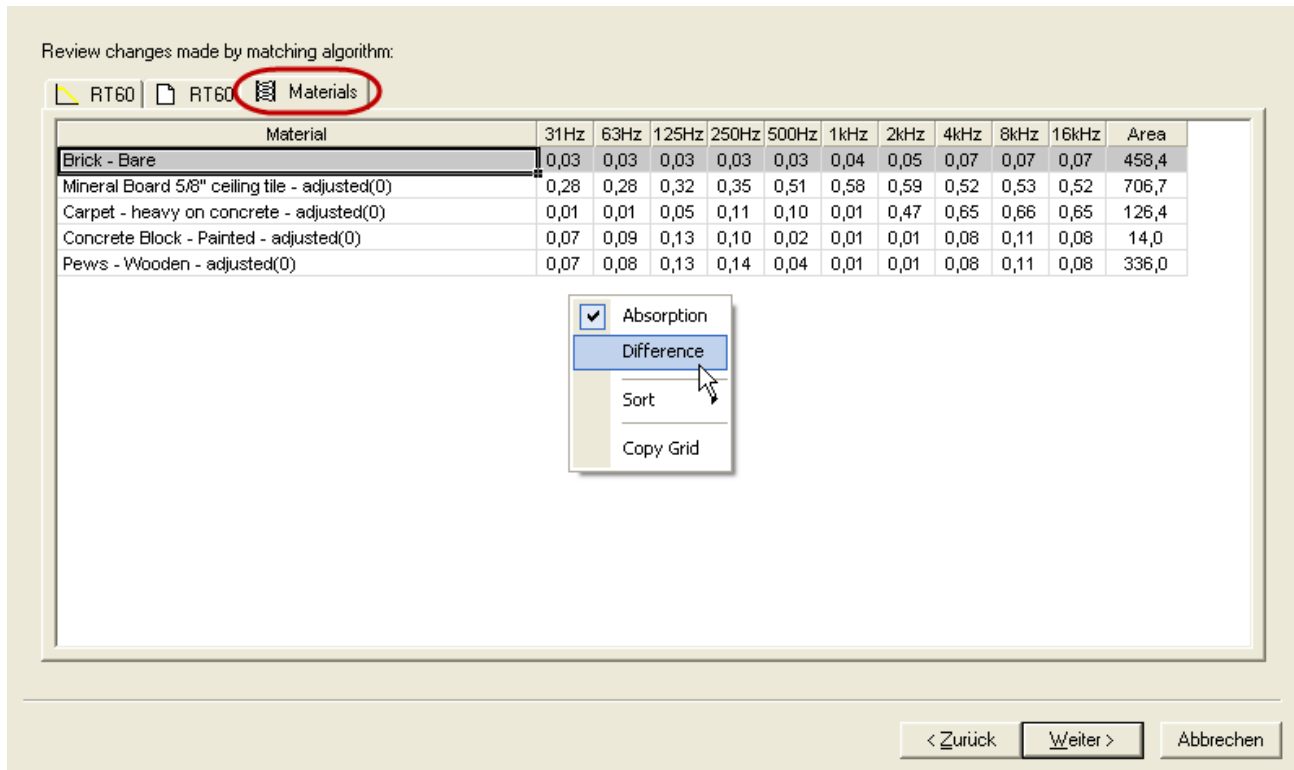 Review changes made by matching algorithm:
RT60 RT60 Materials
Material 31Hz 63Hz 125Hz 250Hz 500Hz 1kHz 2kHz 4kHz 8kHz 16kHz Area
Brick - Bare 0,03 0,03 0,03 0,03 0,03 0,04 0,05 0,07 0,07 0,07 458,4
Mineral Board 5/8" ceiling tile - adjusted(0) 0,28 0,28 0,32 0,35 0,51 0,58 0,59 0,52 0,53 0,52 706,7
Carpet - heavy on concrete - adjusted(0) 0,01 0,01 0,05 0,11 0,10 0,01 0,47 0,65 0,66 0,65 126,4
Concrete Block - Painted - adjusted(0) 0,07 0,09 0,13 0,10 0,02 0,01 0,01 0,08 0,11 0,08 14,0
Pews - Wooden - adjusted(0) 0,07 0,08 0,13 0,14 0,04 0,01 0,01 0,08 0,11 0,08 336,0
Absorption
Difference
Sort
Copy Grid
< Zurück Weiter > Abbrechen